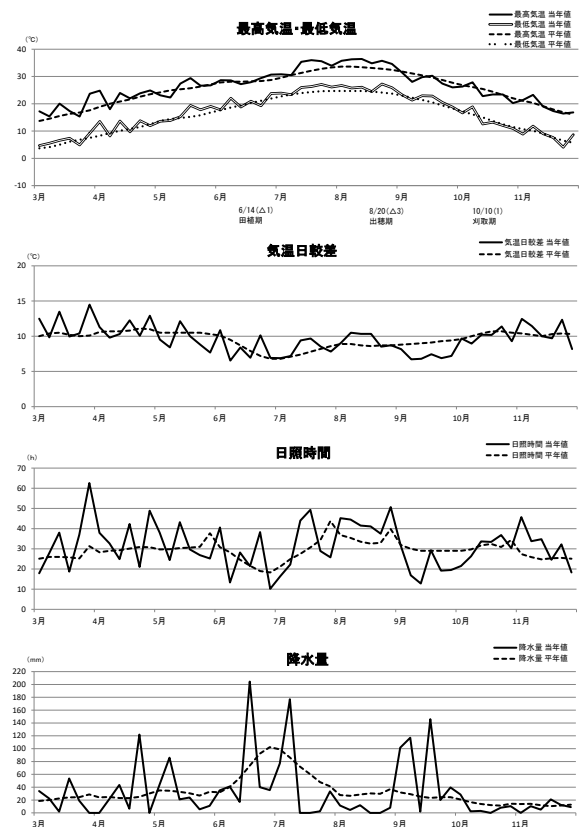 最高気温・最低気温
最高気温 当年値
最低気温 当年値
最高気温 平年値
最低気温 平年値
(℃)
40
30
20
10
0
-10
3月 4月 5月 6月 7月 8月 9月 10月 11月
6/14(△1) 8/20(△3) 10/10(1)
田植期 出穂期 刈取期
気温日較差
気温日較差 当年値
気温日較差 平年値
(℃)
20
15
10
5
0
3月 4月 5月 6月 7月 8月 9月 10月 11月
日照時間
日照時間 当年値
日照時間 平年値
(h)
70
60
50
40
30
20
10
0
3月 4月 5月 6月 7月 8月 9月 10月 11月
降水量
降水量 当年値
降水量 平年値
(mm)
220
200
180
160
140
120
100
80
60
40
20
0
3月 4月 5月 6月 7月 8月 9月 10月 11月